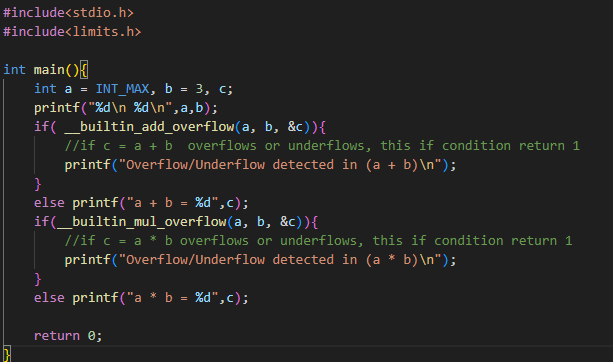 #include<stdio.h>
#include<limits.h>
int main(){
int a = INT_MAX, b = 3, c;
printf("%d\n %d\n",a,b);
if( __builtin_add_overflow(a, b, &c)){
//if c = a + b  overflows or underflows, this if condition return 1
printf("Overflow/Underflow detected in (a + b)\n");
}
else printf("a + b = %d",c);
if(__builtin_mul_overflow(a, b, &c)){
//if c = a * b overflows or underflows, this if condition return 1
printf("Overflow/Underflow detected in (a * b)\n");
}
else printf("a * b = %d",c);
return 0;
}